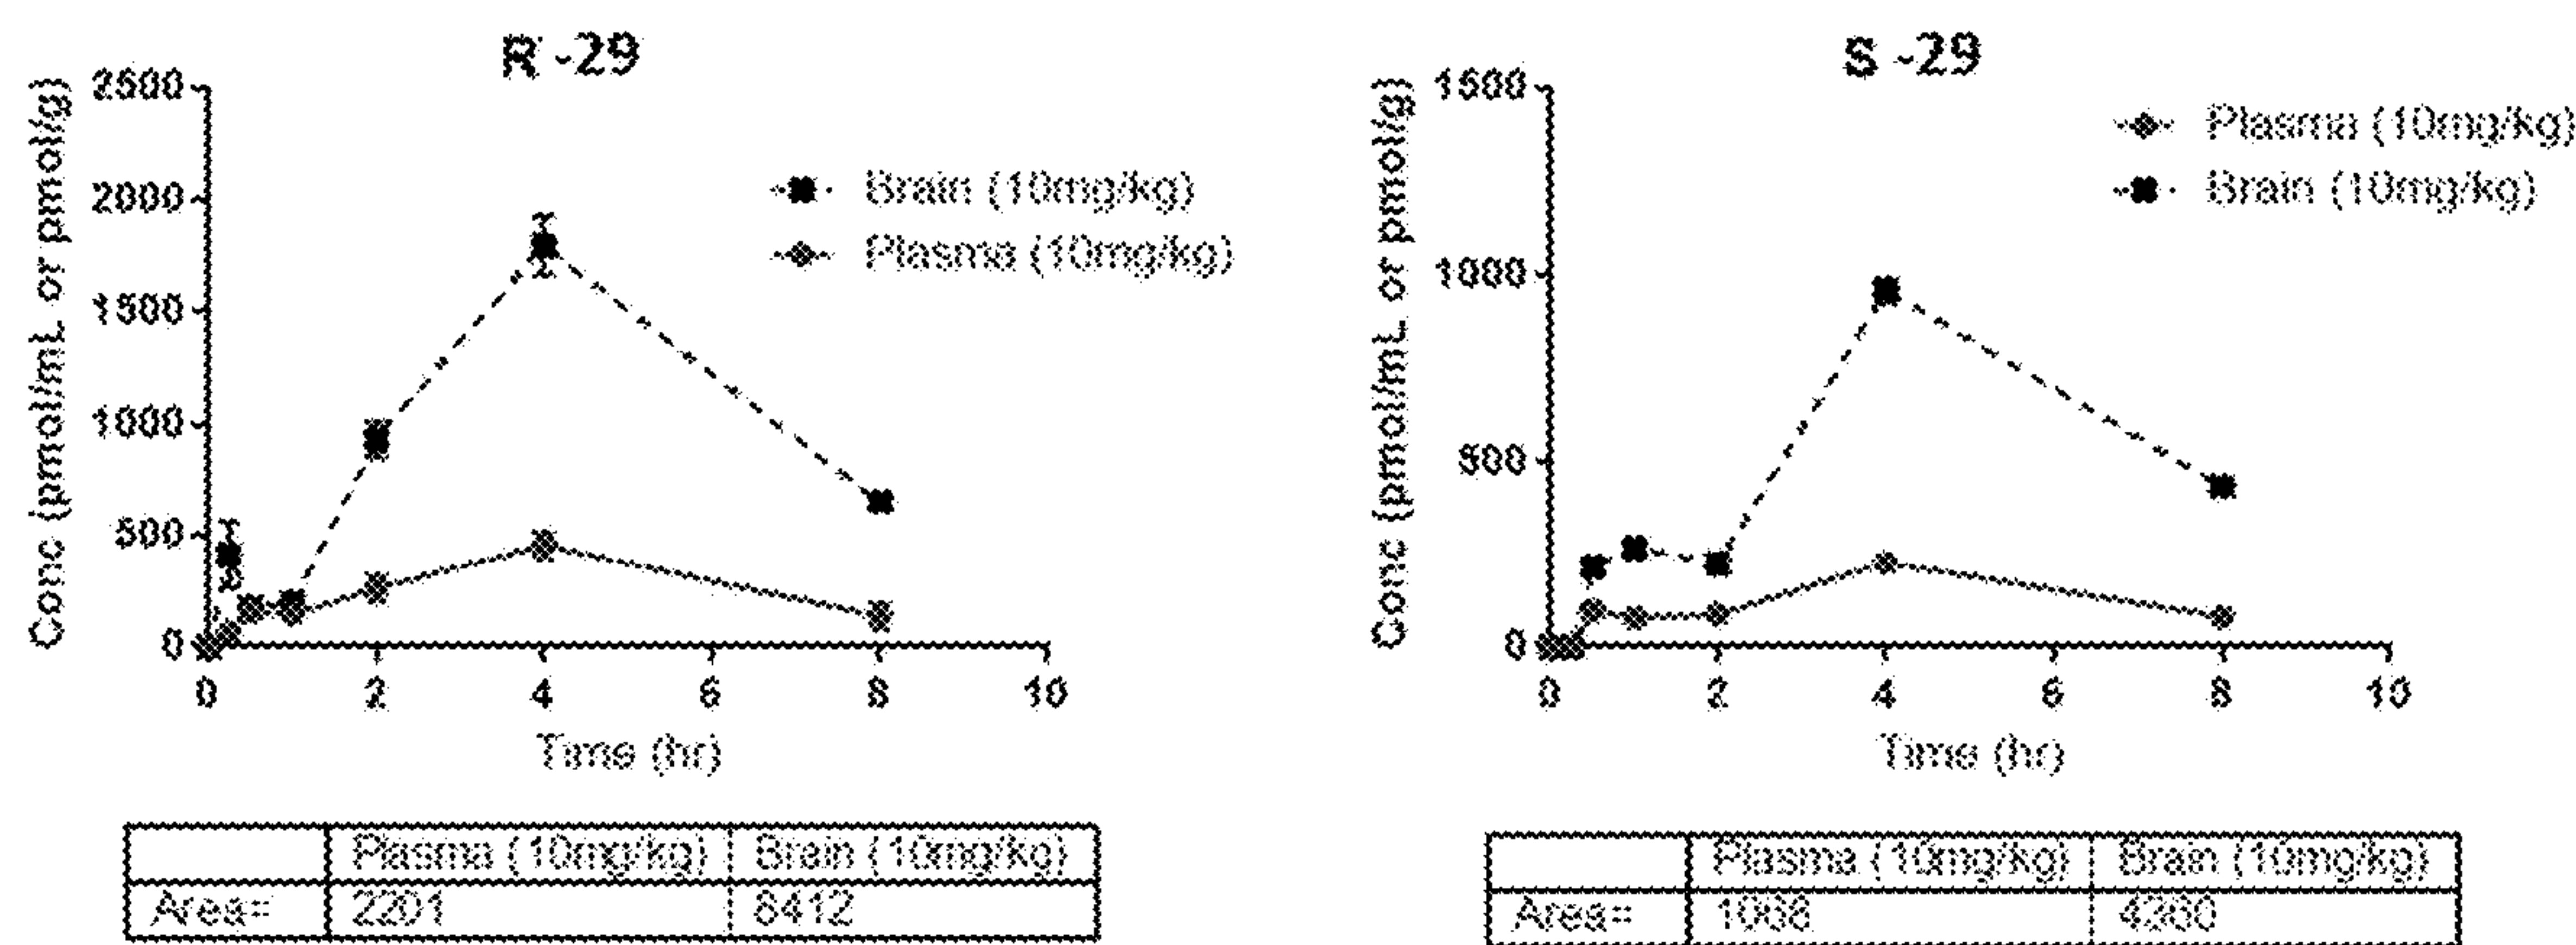 R -29
Conc (pmol/mL or pmol/g)
2500
2000
1500
1000
500
0
0 2 4 6 8 10
Time (hr)
Brain (10mg/kg)
Plasma (10mg/kg)
Plasma (10mg/kg) Brain (10mg/kg)
Area= 2201 8412
S -29
Conc (pmol/mL or pmol/g)
1500
1000
500
0
0 2 4 6 8 10
Time (hr)
Plasma (10mg/kg)
Brain (10mg/kg)
Plasma (10mg/kg) Brain (10mg/kg)
Area=